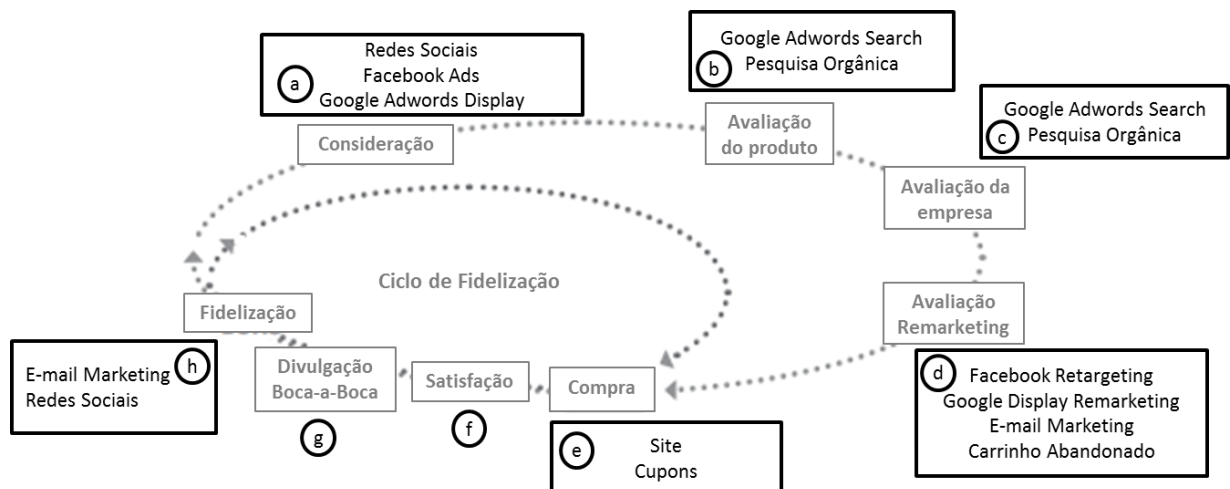 Redes Sociais
a
Facebook Ads
Google Adwords Display
Consideração
Google Adwords Search
b
Pesquisa Orgânica
Avaliação
do produto
Google Adwords Search
c
Pesquisa Orgânica
Avaliação da
empresa
Avaliação
Remarketing
d
Facebook Retargeting
Google Display Remarketing
E-mail Marketing
Carrinho Abandonado
Compra
e
Site
Cupons
Satisfação
f
Divulgação
Boca-a-Boca
g
Fidelização
E-mail Marketing
h
Redes Sociais
Ciclo de Fidelização